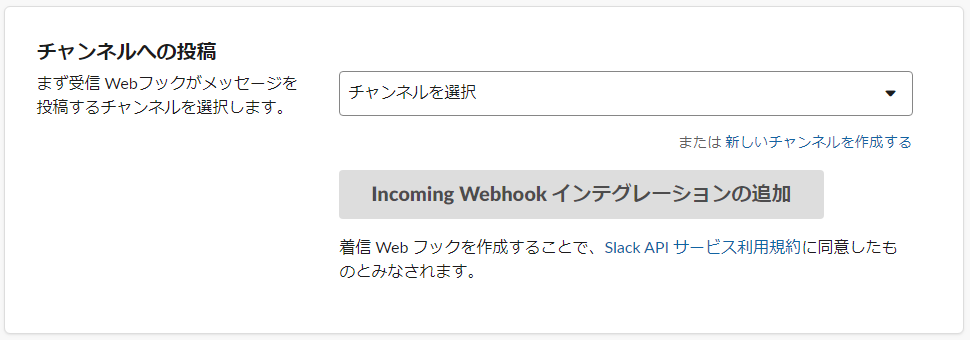 チャンネルへの投稿
まず受信 Webフックがメッセージを
投稿するチャンネルを選択します。
チャンネルを選択
または 新しいチャンネルを作成する
Incoming Webhook インテグレーションの追加
着信 Web フックを作成することで、Slack API サービス利用規約に同意したも
のとみなされます。